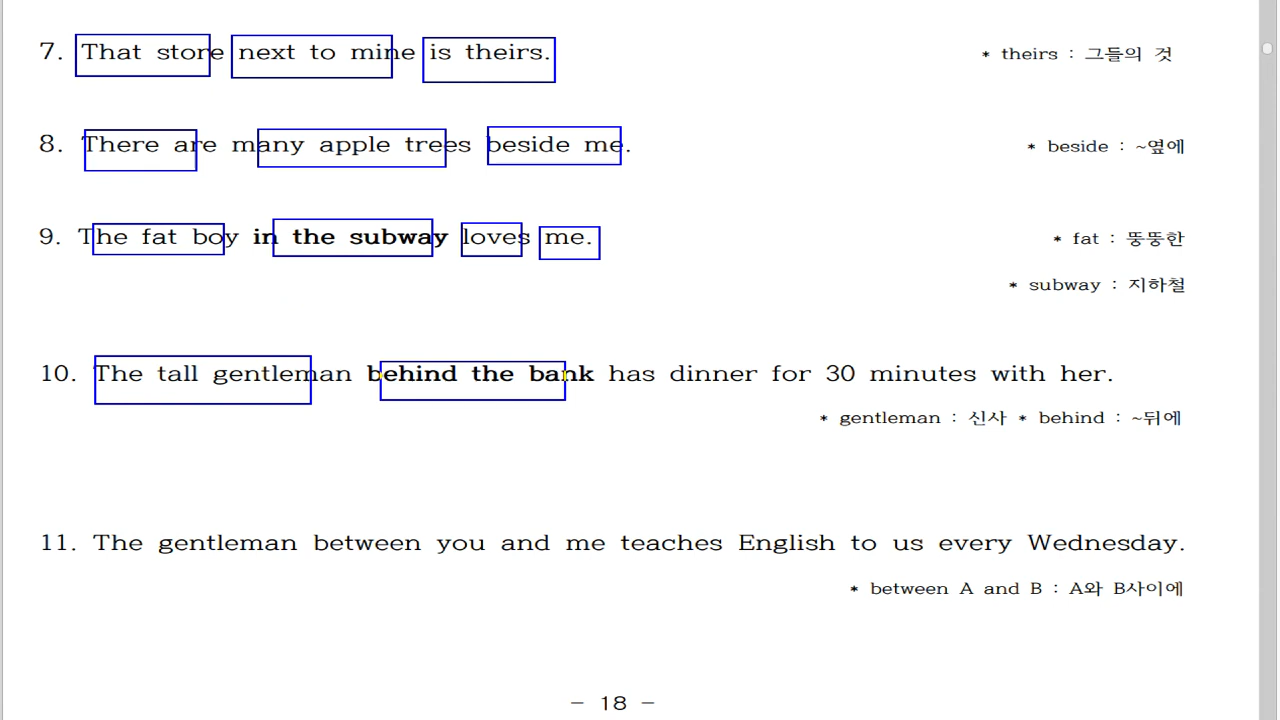 7. That store next to mine is theirs. * theirs : 그들의 것
8. There are many apple trees beside me. * beside : ~옆에
9. The fat boy in the subway loves me. * fat : 뚱뚱한
* subway : 지하철
10. The tall gentleman behind the bank has dinner for 30 minutes with her.
* gentleman : 신사 * behind : ~뒤에
11. The gentleman between you and me teaches English to us every Wednesday.
* between A and B : A와 B사이에
- 18 -